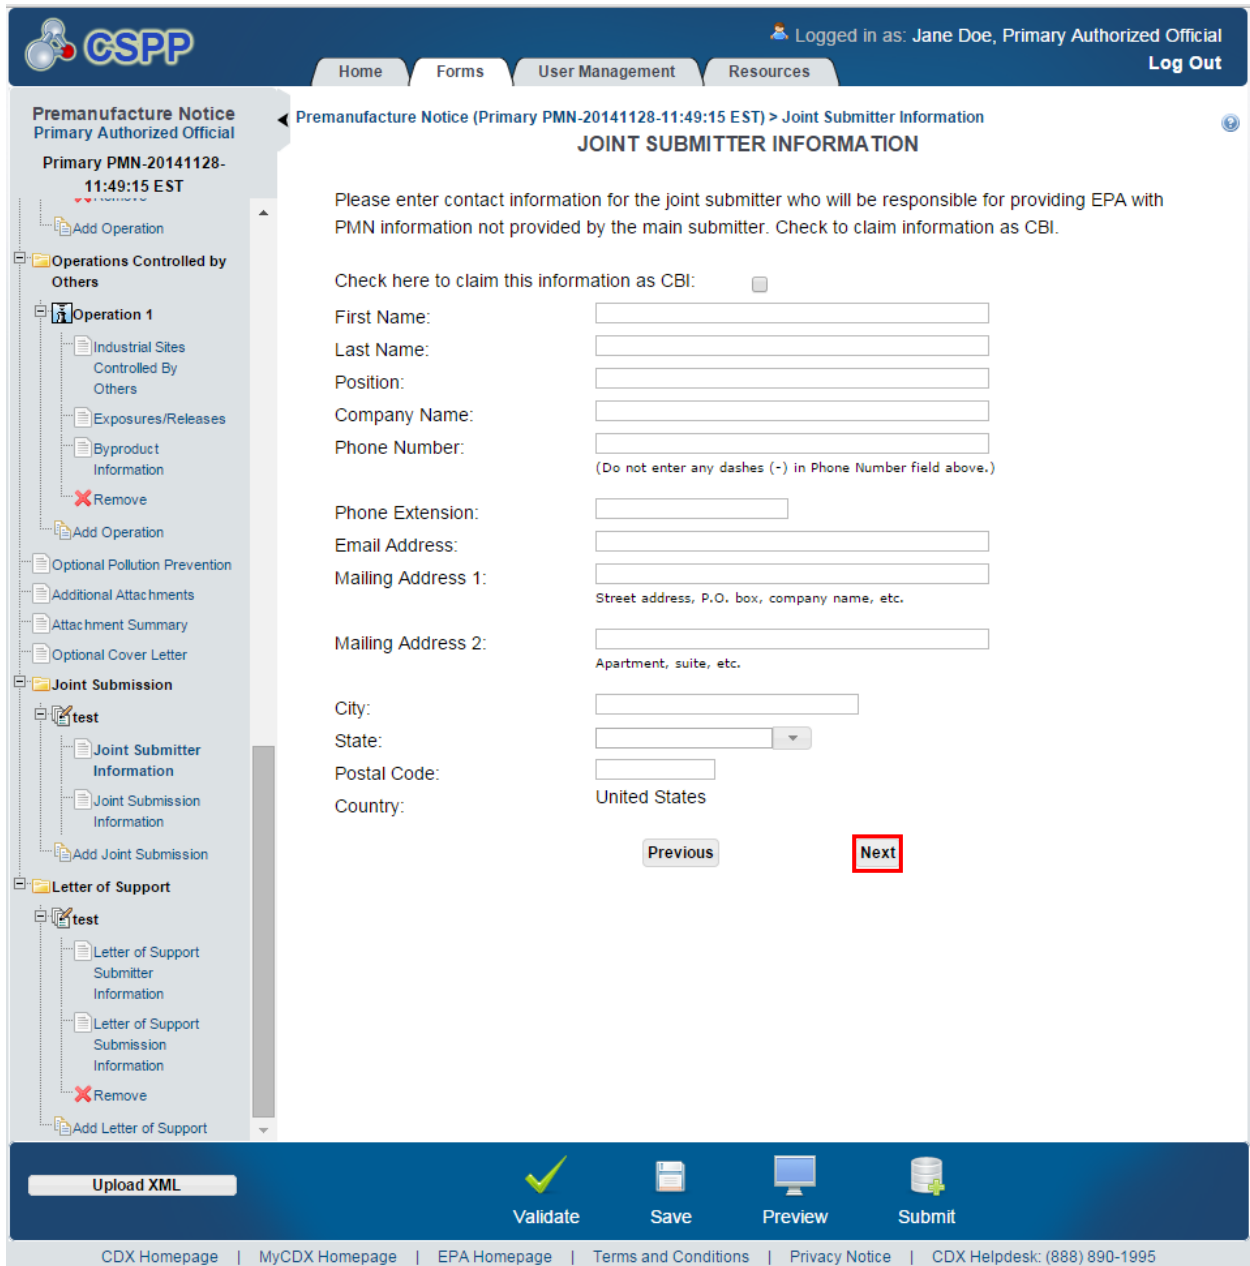 CSPP
Logged in as: Jane Doe, Primary Authorized Official
Log Out
Home Forms User Management Resources
Premanufacture Notice
Primary Authorized Official
Primary PMN-20141128-
11:49:15 EST
Remove
Add Operation
Operations Controlled by
Others
Operation 1
Industrial Sites
Controlled By
Others
Exposures/Releases
Byproduct
Information
Remove
Add Operation
Optional Pollution Prevention
Additional Attachments
Attachment Summary
Optional Cover Letter
Joint Submission
test
Joint Submitter
Information
Joint Submission
Information
Add Joint Submission
Letter of Support
test
Letter of Support
Submitter
Information
Letter of Support
Submission
Information
Remove
Add Letter of Support
Premanufacture Notice (Primary PMN-20141128-11:49:15 EST) > Joint Submitter Information
JOINT SUBMITTER INFORMATION
Please enter contact information for the joint submitter who will be responsible for providing EPA with
PMN information not provided by the main submitter. Check to claim information as CBI.
Check here to claim this information as CBI:
First Name:
Last Name:
Position:
Company Name:
Phone Number:
(Do not enter any dashes (-) in Phone Number field above.)
Phone Extension:
Email Address:
Mailing Address 1:
Street address, P.O. box, company name, etc.
Mailing Address 2:
Apartment, suite, etc.
City:
State:
Postal Code:
Country: United States
Previous Next
Upload XML
Validate Save Preview Submit
CDX Homepage | MyCDX Homepage | EPA Homepage | Terms and Conditions | Privacy Notice | CDX Helpdesk: (888) 890-1995